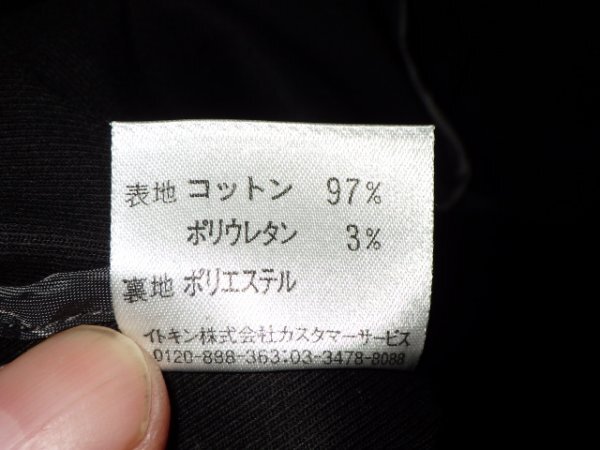 表地 コットン 97%
ポリウレタン 3%
裏地 ポリエステル
イトキン株式会社カスタマーサービス
0120-888-363:03-3478-8088